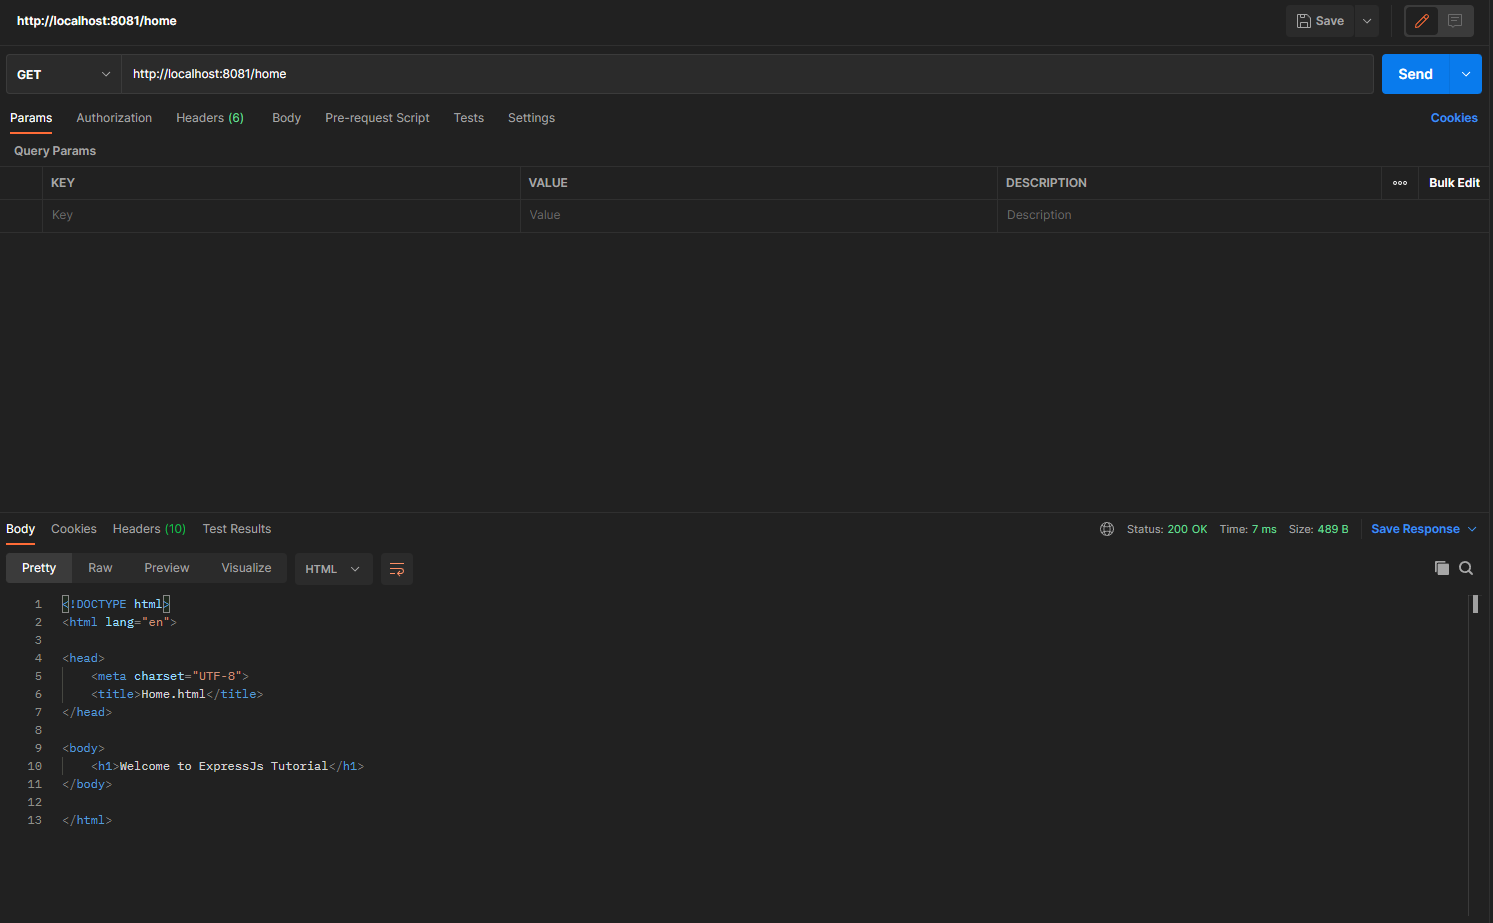 http://localhost:8081/home
Save
GET http://localhost:8081/home Send
Params Authorization Headers (6) Body Pre-request Script Tests Settings Cookies
Query Params
KEY VALUE DESCRIPTION ooo Bulk Edit
Key Value Description
Body Cookies Headers (10) Test Results Status: 200 OK Time: 7 ms Size: 489 B Save Response
Pretty Raw Preview Visualize HTML
1 <!DOCTYPE html>
2 <html lang="en">
3
4 <head>
5 <meta charset="UTF-8">
6 <title>Home.html</title>
7 </head>
8
9 <body>
10 <h1>Welcome to ExpressJs Tutorial</h1>
11 </body>
12
13 </html>